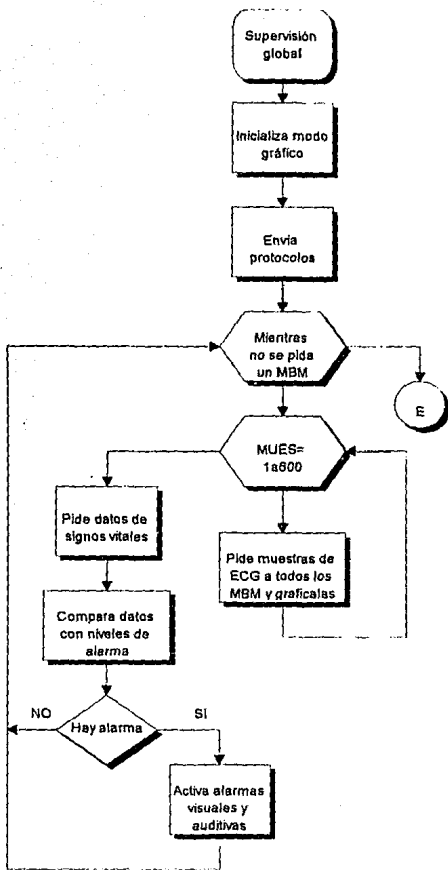 Supervisión
global
Inicializa modo
gráfico
Envia
protocolos
Mientras
no se pida
un MBM
E
MUES=
1a600
Pide datos de
signos vitales
Pide muestras de
ECG a todos los
MBM y graficalas
Compara datos
con niveles de
alarma
NO
Hay alarma
SI
Activa alarmas
visuales y
auditivas